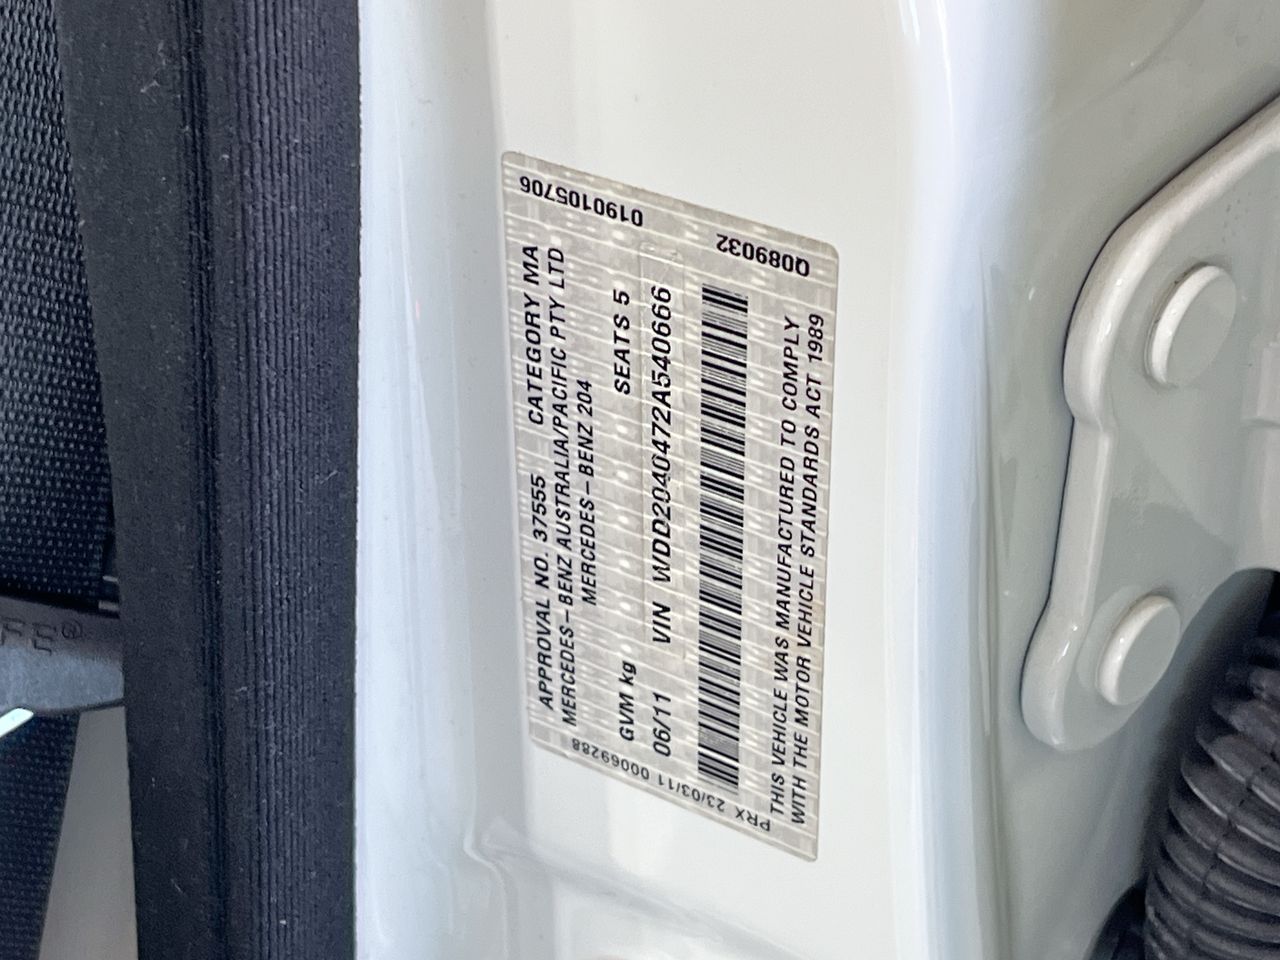 APPROVAL NO. 37555 CATEGORY MA
MERCEDES-BENZ AUSTRALIA/PACIFIC PTY LTD
MERCEDES-BENZ 204
GVM kg SEATS 5
06/11 VIN WDD2040472A540666
THIS VEHICLE WAS MANUFACTURED TO COMPLY
WITH THE MOTOR VEHICLE STANDARDS ACT 1989
0190105706
Q089032
PRX 23/03/11 00069288